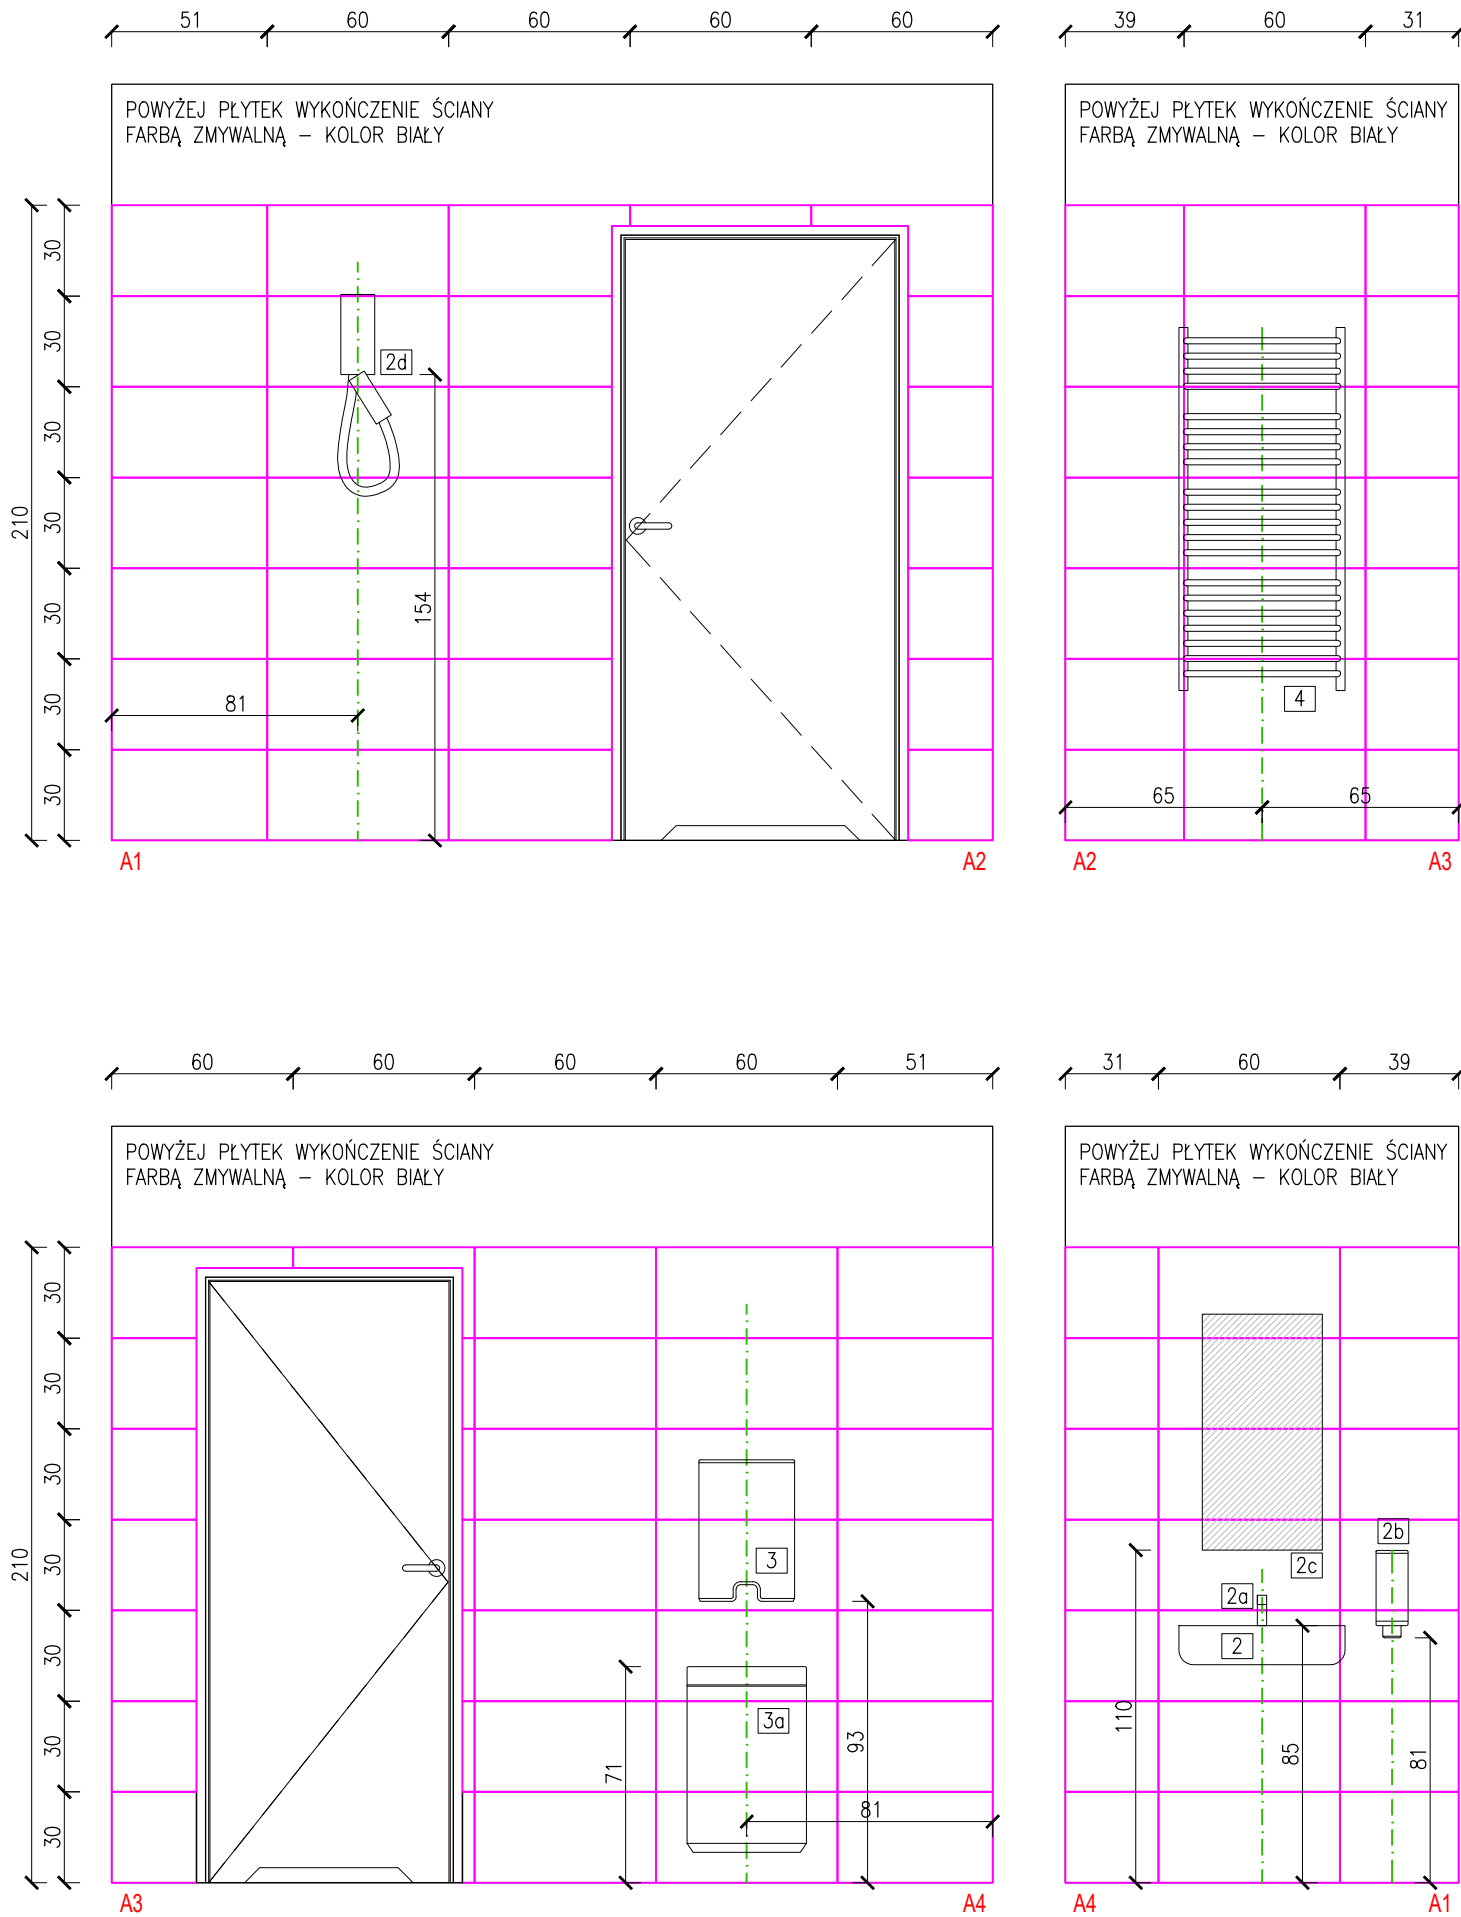 51 60 60 60 60
39 60 31
POWYŻEJ PŁYTEK WYKOŃCZENIE ŚCIANY
FARBĄ ZMYWALNĄ – KOLOR BIAŁY
POWYŻEJ PŁYTEK WYKOŃCZENIE ŚCIANY
FARBĄ ZMYWALNĄ – KOLOR BIAŁY
210
30
30
30
30
30
30
30
2d
154
81
4
65 65
A1 A2
A2 A3
60 60 60 60 51
31 60 39
POWYŻEJ PŁYTEK WYKOŃCZENIE ŚCIANY
FARBĄ ZMYWALNĄ – KOLOR BIAŁY
POWYŻEJ PŁYTEK WYKOŃCZENIE ŚCIANY
FARBĄ ZMYWALNĄ – KOLOR BIAŁY
210
30
30
30
30
30
30
30
3
3a
71
93
81
2b
2c
2a
2
110
85
81
A3 A4
A4 A1